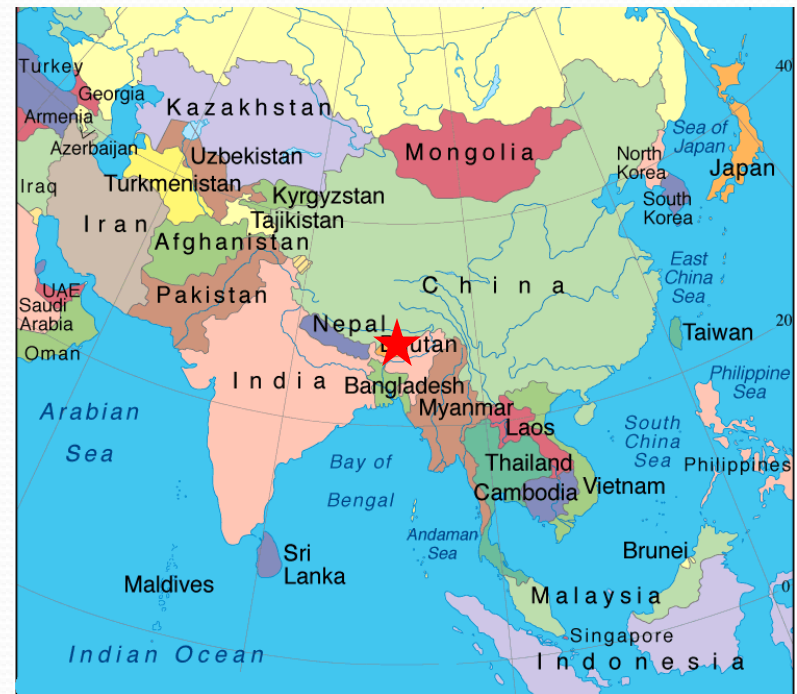 Turkey
Georgia
Armenia
Azerbaijan
Kazakhstan
Uzbekistan
Turkmenistan
Kyrgyzstan
Tajikistan
Iraq
Iran
Afghanistan
Pakistan
UAE
Saudi
Arabia
Oman
Mongolia
China
North
Korea
South
Korea
Sea of
Japan
Japan
40
East
China
Sea
20
Taiwan
Nepal
utan
India
Bangladesh
Myanmar
Laos
Thailand
Cambodia
Vietnam
Arabian
Sea
Bay of
Bengal
Andaman
Sea
South
China
Sea
Philippine
Sea
Philippines
Sri
Lanka
Maldives
Brunei
Malaysia
0
Singapore
Indonesia
Indian Ocean